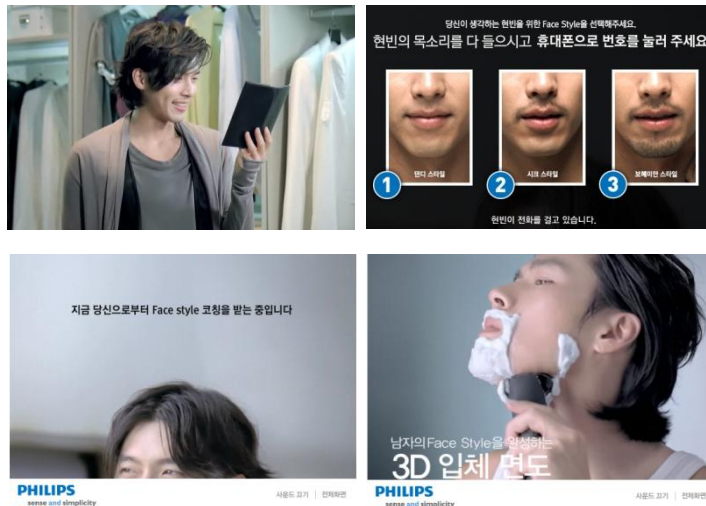 당신이 생각하는 현빈을 위한 Face Style을 선택해주세요.
현빈의 목소리를 다 들으시고 휴대폰으로 번호를 눌러 주세요
1
댄디 스타일
2
시크 스타일
3
보헤미안 스타일
현빈이 전화를 걸고 있습니다.
지금 당신으로부터 Face style 코칭을 받는 중입니다
PHILIPS
sense and simplicity
사운드 끄기 | 전체화면
남자의 Face Style을 완성하는
3D 입체 면도
PHILIPS
sense and simplicity
사운드 끄기 | 전체화면